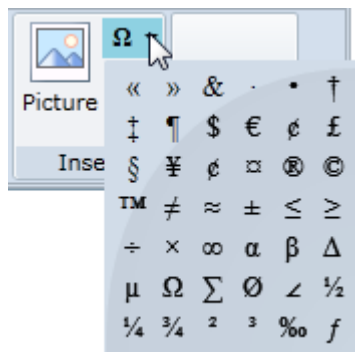 Ω
Picture
Inse
« » & · • †
‡ ¶ $ € ¢ £
§ ¥ ¢ ¤ ® ©
™ ≠ ≈ ± ≤ ≥
÷ × ∞ α β Δ
μ Ω ∑ Ø ∠ ½
¼ ¾ ² ³ ‰ ƒ